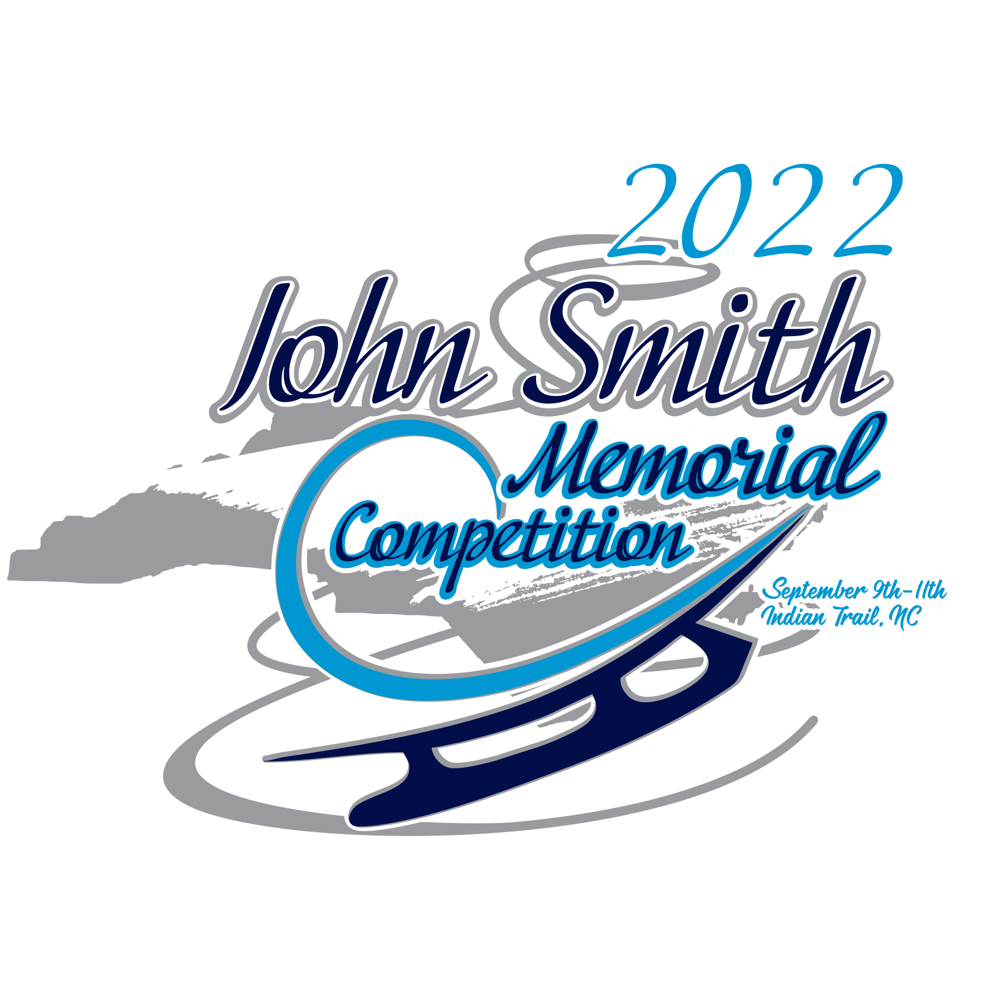 2022
John Smith
Memorial
Competition
September 9th-11th
Indian Trail, NC